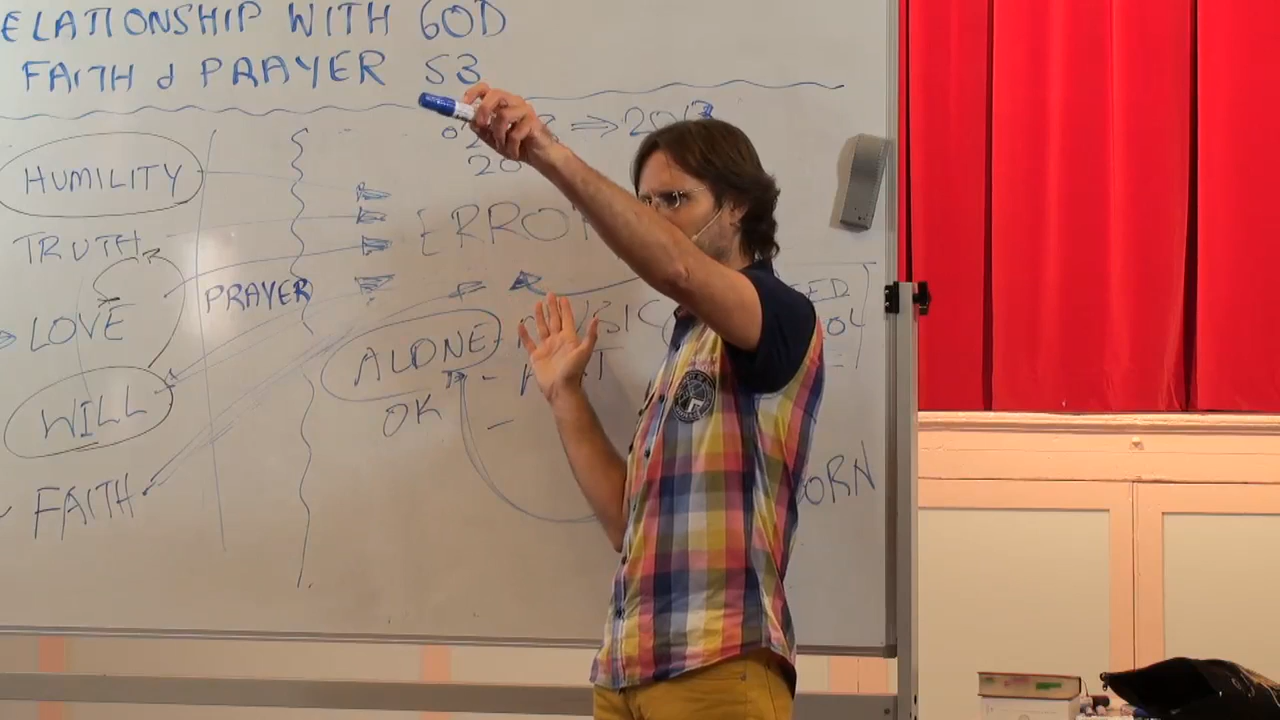 ELATIONSHIP WITH GOD
FAITH & PRAYER S3
HUMILITY
TRUTH
ERRO
LOVE
PRAYER
ALONE
WILL
OK
FAITH
ORN